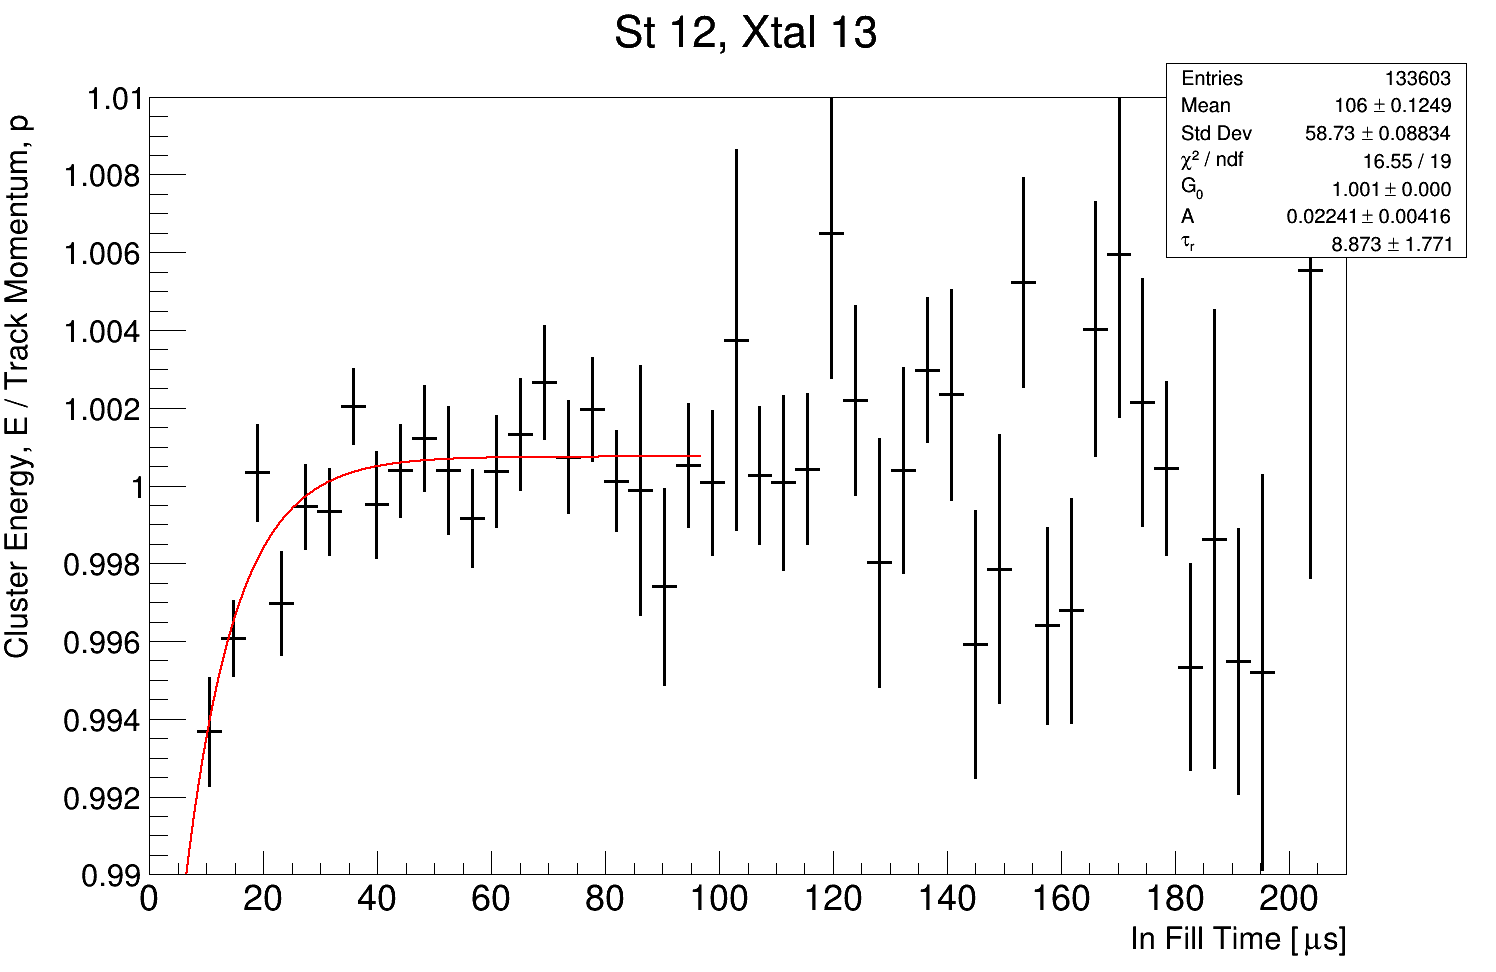 St 12, Xtal 13
Entries 133603
Mean 106 ± 0.1249
Std Dev 58.73 ± 0.08834
χ² / ndf 16.55 / 19
G₀ 1.001 ± 0.000
A 0.02241 ± 0.00416
τᵣ 8.873 ± 1.771
Cluster Energy, E / Track Momentum, p
1.01
1.008
1.006
1.004
1.002
1
0.998
0.996
0.994
0.992
0.99
0 20 40 60 80 100 120 140 160 180 200
In Fill Time [μs]